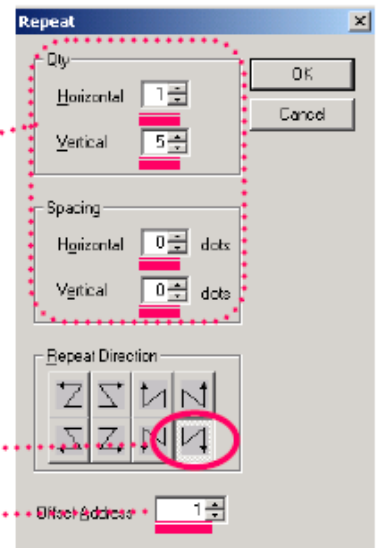 Repeat
Qty
OK
Horizontal 1
Cancel
Vertical 5
Spacing
Horizontal 0 dots
Vertical 0 dots
Repeat Direction
Offset Address 1